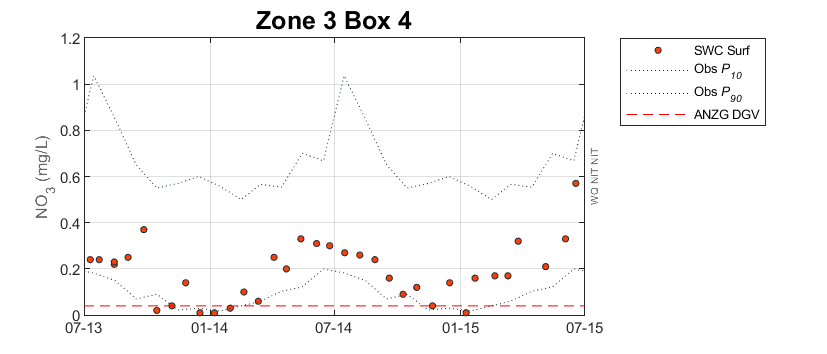 Zone 3 Box 4
NO3 (mg/L)
1.2
1
0.8
0.6
0.4
0.2
0
07-13
01-14
07-14
01-15
07-15
WQ NIT NIT
SWC Surf
Obs P10
Obs P90
ANZG DGV